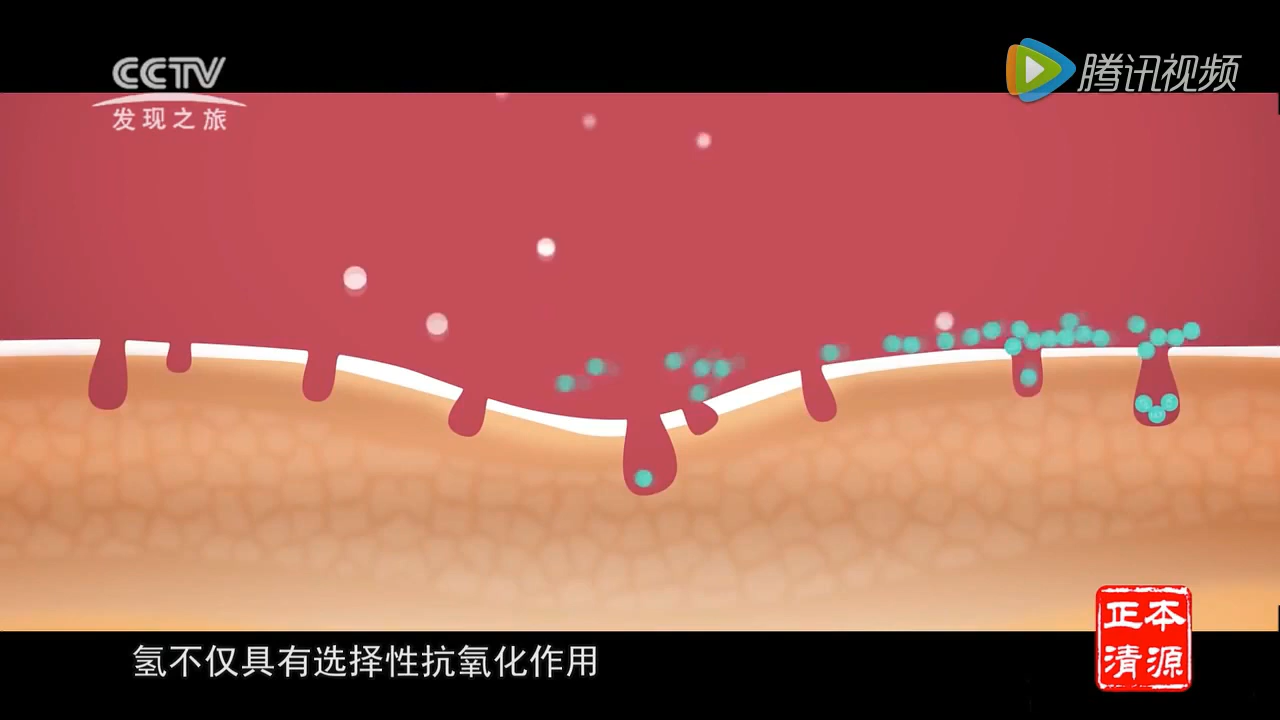 CCTV
发现之旅
腾讯视频
正本
清源
氢不仅具有选择性抗氧化作用